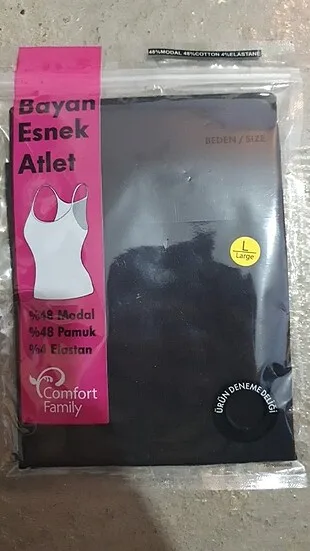 48%MODAL 48%COTTON 4%ELASTANE
Bayan
Esnek
Atlet
BEDEN / SIZE
L
Large
%48 Modal
%48 Pamuk
%4 Elastan
Comfort
Family
ÜRÜN DENEME DELİĞİ